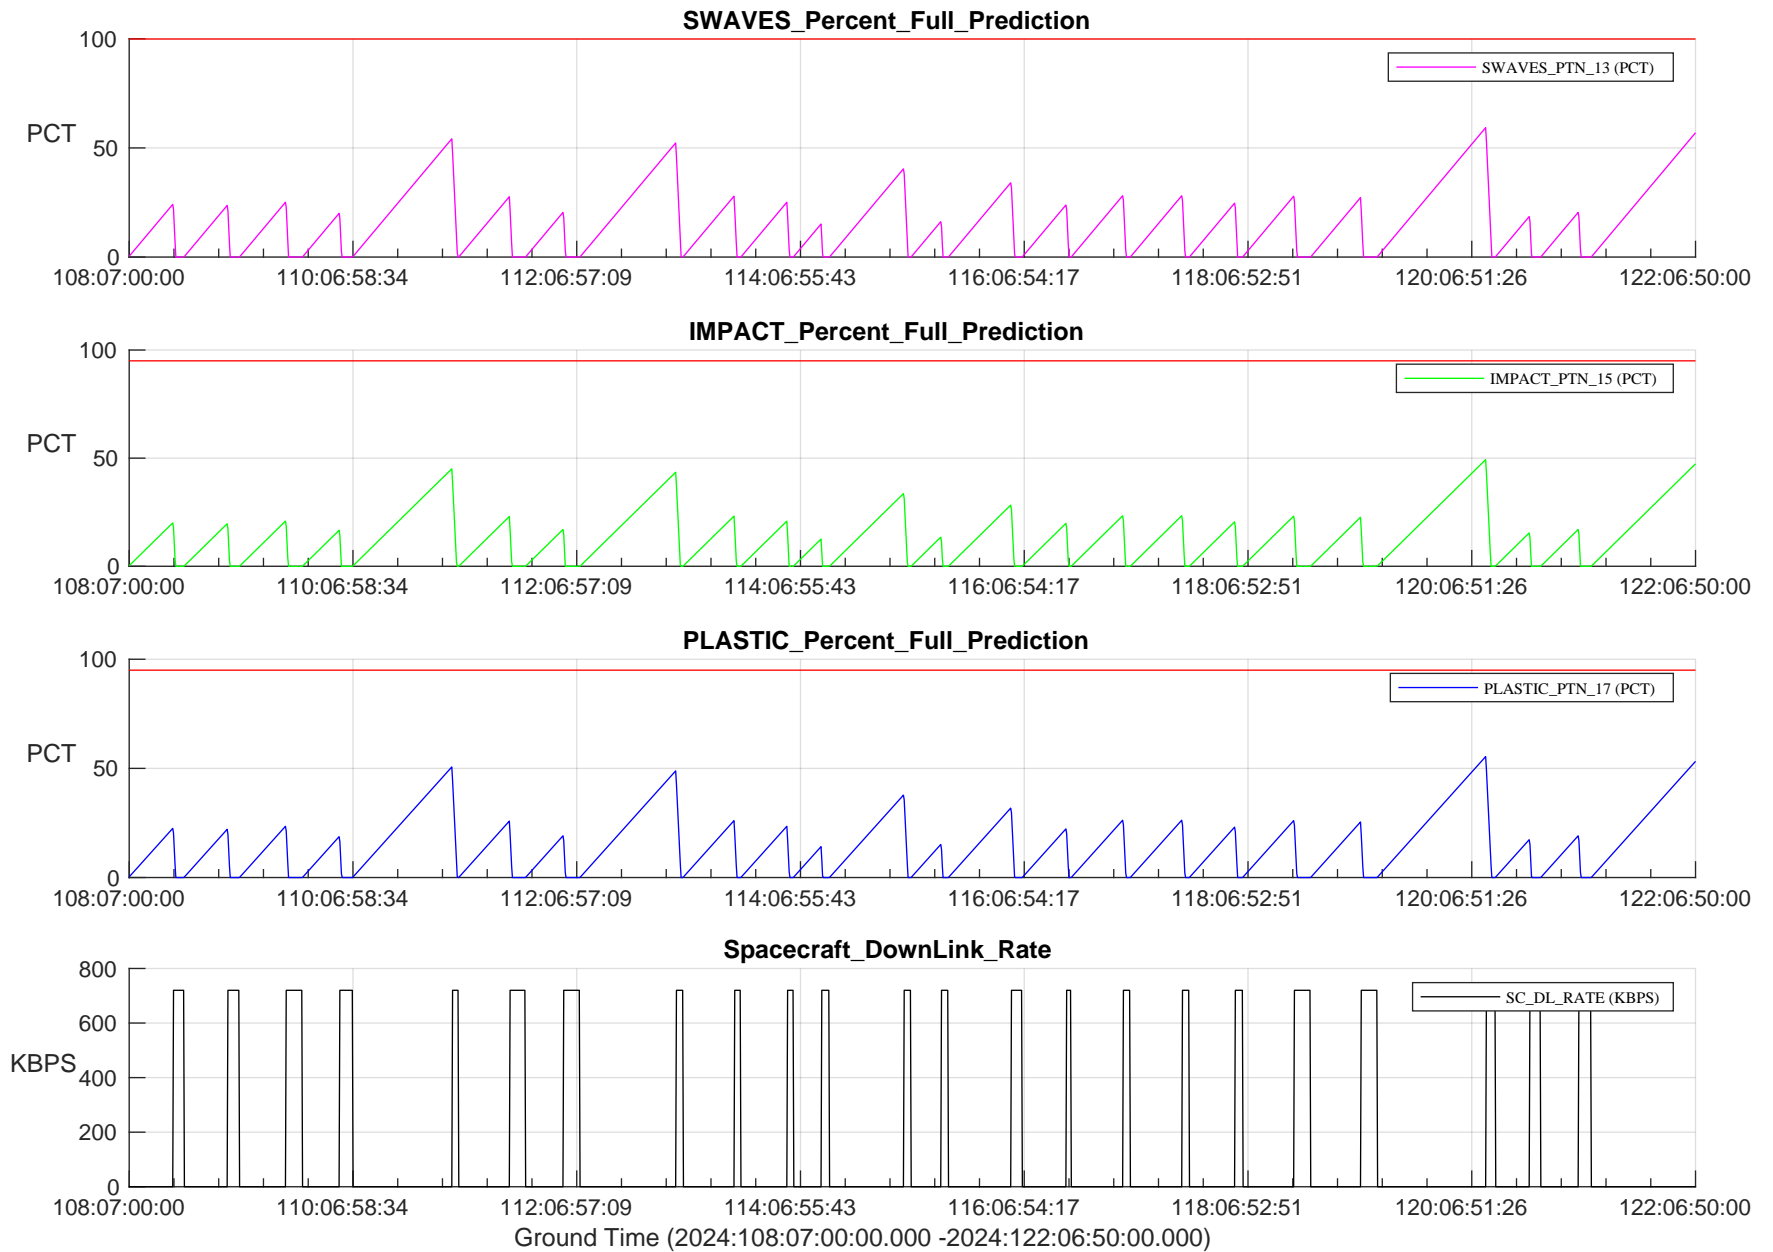 SWAVES_Percent_Full_Prediction
100
SWAVES_PTN_13 (PCT)
PCT
50
0
108:07:00:00 110:06:58:34 112:06:57:09 114:06:55:43 116:06:54:17 118:06:52:51 120:06:51:26 122:06:50:00
IMPACT_Percent_Full_Prediction
100
IMPACT_PTN_15 (PCT)
PCT
50
0
108:07:00:00 110:06:58:34 112:06:57:09 114:06:55:43 116:06:54:17 118:06:52:51 120:06:51:26 122:06:50:00
PLASTIC_Percent_Full_Prediction
100
PLASTIC_PTN_17 (PCT)
PCT
50
0
108:07:00:00 110:06:58:34 112:06:57:09 114:06:55:43 116:06:54:17 118:06:52:51 120:06:51:26 122:06:50:00
Spacecraft_DownLink_Rate
800
SC_DL_RATE (KBPS)
600
KBPS
400
200
0
108:07:00:00 110:06:58:34 112:06:57:09 114:06:55:43 116:06:54:17 118:06:52:51 120:06:51:26 122:06:50:00
Ground Time (2024:108:07:00:00.000 -2024:122:06:50:00.000)